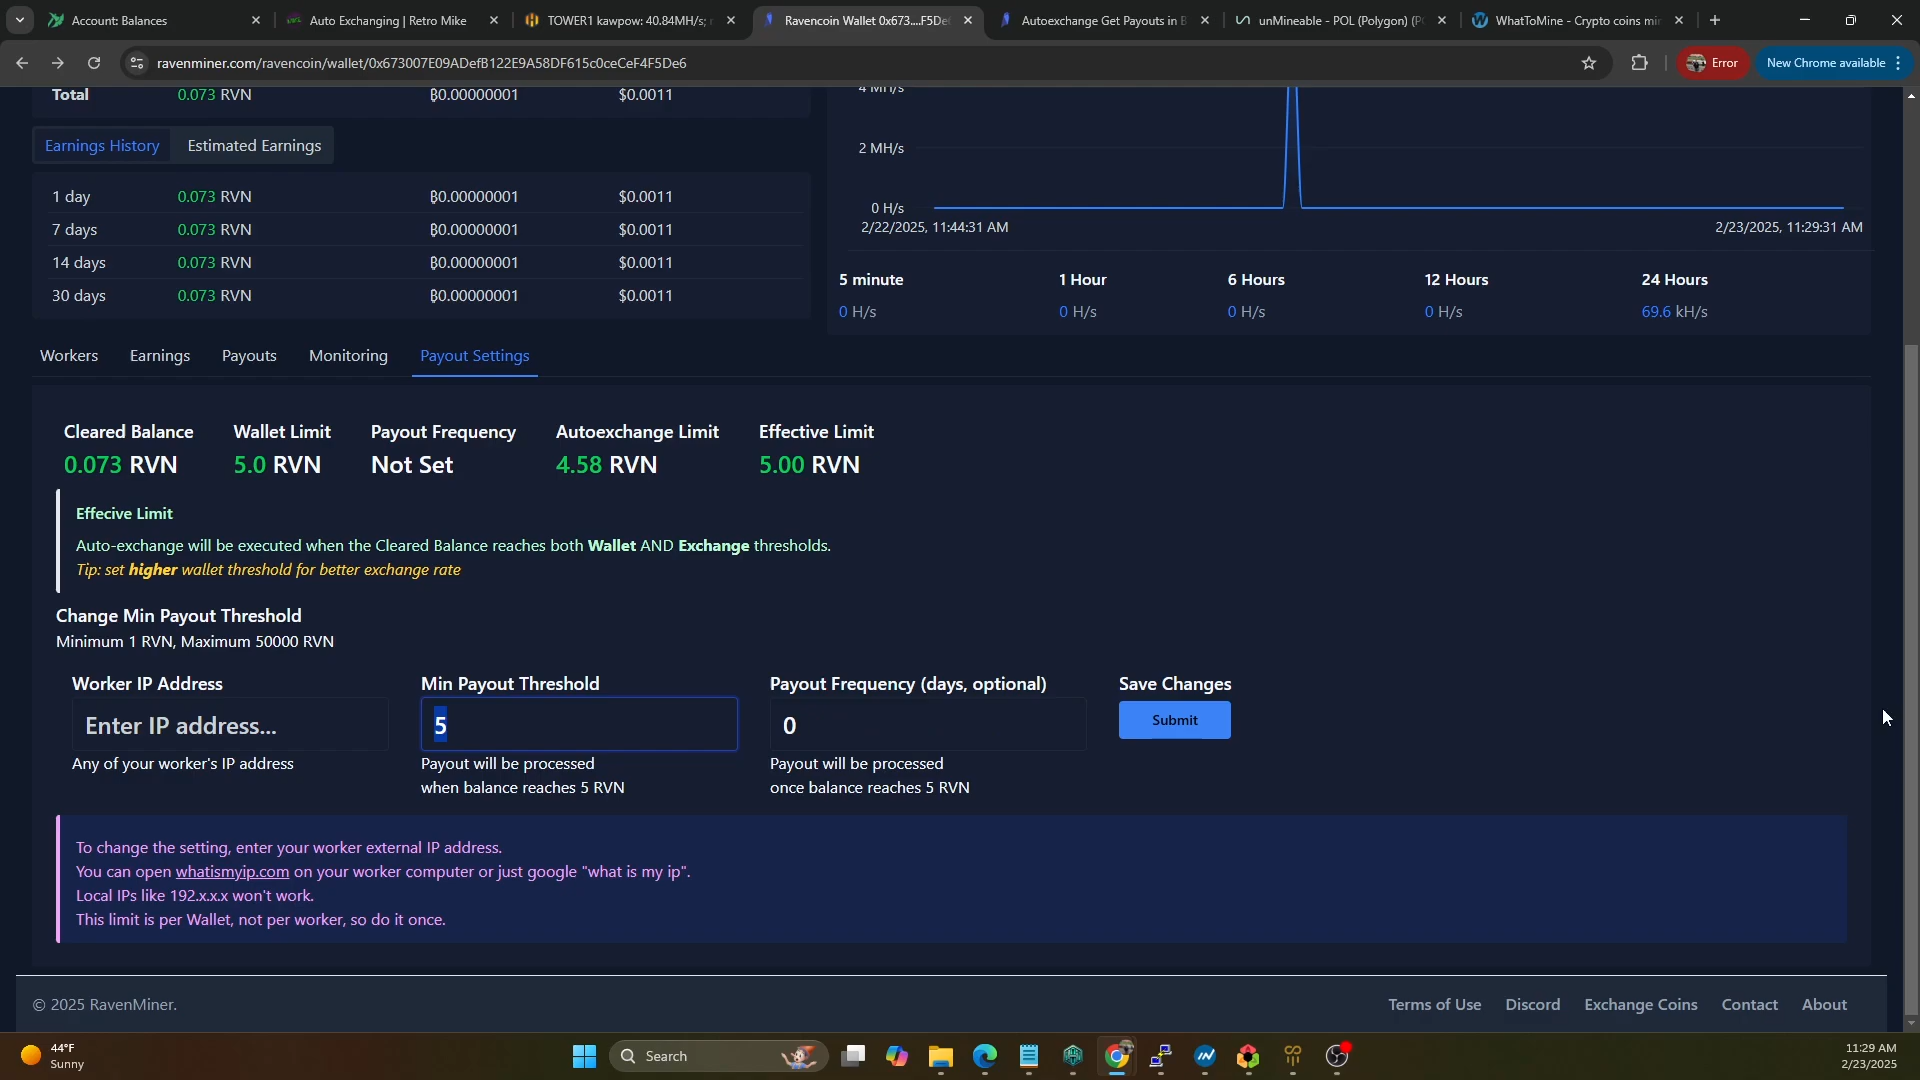 Account: Balances
Auto Exchanging | Retro Mike
TOWER1 kawpow: 40.84MH/s;
Ravencoin Wallet 0x673....F5De
Autoexchange Get Payouts in
unMineable - POL (Polygon)
WhatToMine - Crypto coins
ravenminer.com/ravencoin/wallet/0x673007E09ADefB122E9A58DF615c0ceCeF4F5De6
Error
New Chrome available
Total 0.073 RVN ₿0.00000001 $0.0011
4 MH/s
Earnings History Estimated Earnings
2 MH/s
1 day 0.073 RVN ₿0.00000001 $0.0011
7 days 0.073 RVN ₿0.00000001 $0.0011
14 days 0.073 RVN ₿0.00000001 $0.0011
30 days 0.073 RVN ₿0.00000001 $0.0011
0 H/s
2/22/2025, 11:44:31 AM 2/23/2025, 11:29:31 AM
5 minute 1 Hour 6 Hours 12 Hours 24 Hours
0 H/s 0 H/s 0 H/s 0 H/s 69.6 kH/s
Workers Earnings Payouts Monitoring Payout Settings
Cleared Balance Wallet Limit Payout Frequency Autoexchange Limit Effective Limit
0.073 RVN 5.0 RVN Not Set 4.58 RVN 5.00 RVN
Effecive Limit
Auto-exchange will be executed when the Cleared Balance reaches both Wallet AND Exchange thresholds.
Tip: set higher wallet threshold for better exchange rate
Change Min Payout Threshold
Minimum 1 RVN, Maximum 50000 RVN
Worker IP Address Min Payout Threshold Payout Frequency (days, optional) Save Changes
Enter IP address... 5 0 Submit
Any of your worker's IP address
Payout will be processed
when balance reaches 5 RVN
Payout will be processed
once balance reaches 5 RVN
To change the setting, enter your worker external IP address.
You can open whatismyip.com on your worker computer or just google "what is my ip".
Local IPs like 192.x.x.x won't work.
This limit is per Wallet, not per worker, so do it once.
© 2025 RavenMiner.
Terms of Use Discord Exchange Coins Contact About
44°F
Sunny
Search
11:29 AM
2/23/2025